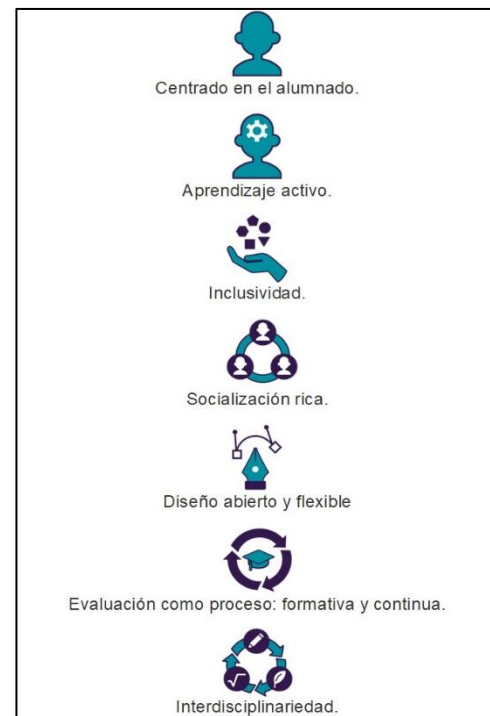 Centrado en el alumnado.
Aprendizaje activo.
Inclusividad.
Socialización rica.
Diseño abierto y flexible
Evaluación como proceso: formativa y continua.
Interdisciplinariedad.